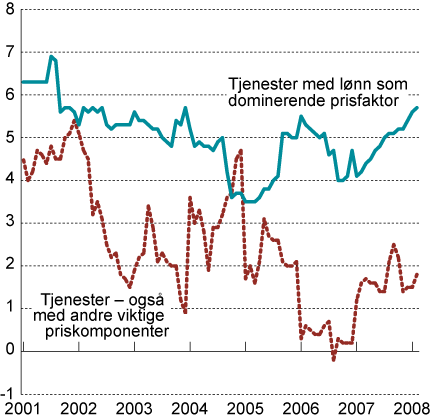 8
7
6
5
4
3
2
1
0
-1
Tjenester med lønn som
dominerende prisfaktor
Tjenester – også
med andre viktige
priskomponenter
2001 2002 2003 2004 2005 2006 2007 2008